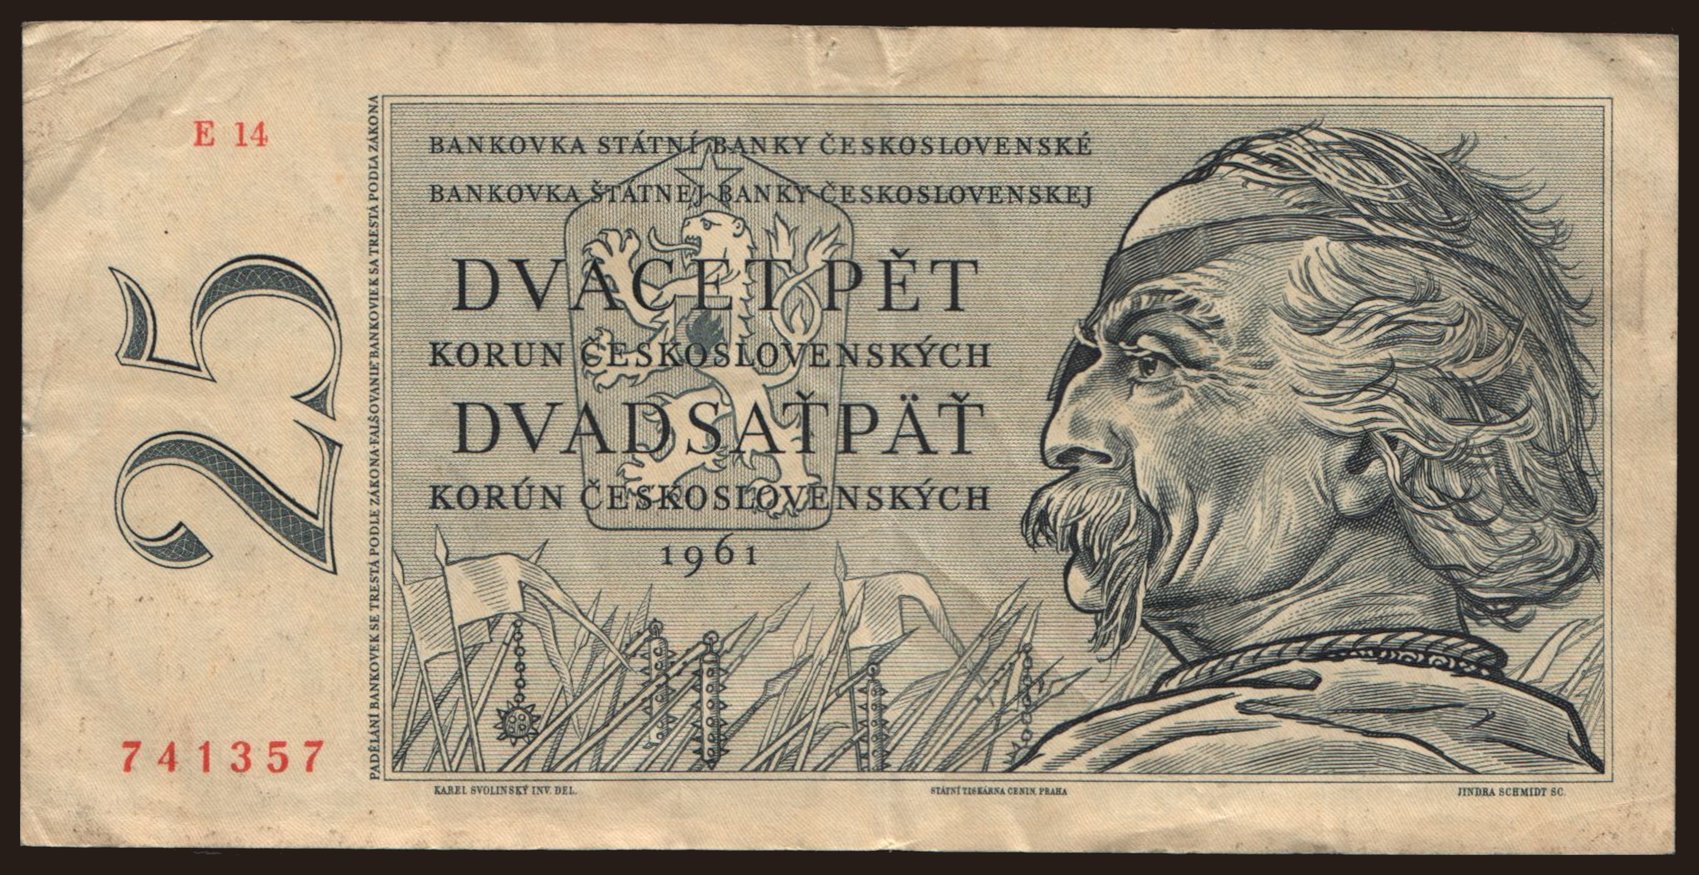 E 14
25
PADĚLÁNÍ BANKOVEK SE TRESTÁ PODLE ZÁKONA·FALŠOVANIE BANKOVIEK SA TRESTÁ PODĽA ZÁKONA
BANKOVKA STÁTNÍ BANKY ČESKOSLOVENSKÉ
BANKOVKA ŠTÁTNEJ BANKY ČESKOSLOVENSKEJ
DVACET PĚT
KORUN ČESKOSLOVENSKÝCH
DVADSAŤPÄŤ
KORÚN ČESKOSLOVENSKÝCH
1961
741357
KAREL SVOLINSKÝ INV. DEL.
STÁTNÍ TISKÁRNA CENIN, PRAHA
JINDRA SCHMIDT SC.